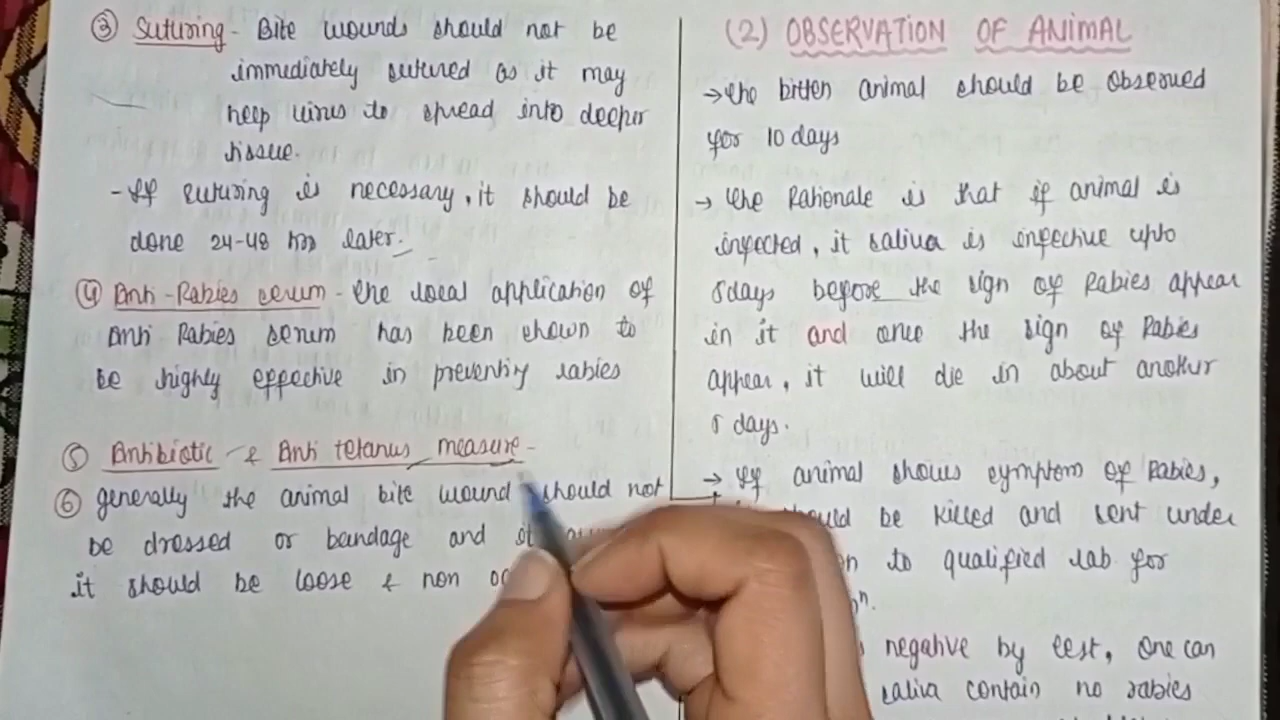 ③ Suturing - Bite wounds should not be
immediately sutured as it may
help virus to spread into deeper
tissue.
- If suturing is necessary, it should be
done 24-48 hrs later.
④ Anti-Rabies serum - the local application of
Anti Rabies serum has been shown to
be highly effective in preventing rabies
⑤ Antibiotic & Anti tetanus measure -
⑥ generally the animal bite wound should not
be dressed or bandage and it
it should be loose & non
(2) OBSERVATION OF ANIMAL
→ the bitten animal should be observed
for 10 days
→ the Rationale is that if animal is
infected, it saliva is infective upto
5days before the sign of Rabies appear
in it and once the sign of Rabies
appear, it will die in about another
5 days.
→ If animal shows symptom of Rabies,
should be killed and sent under
to qualified lab for
negative by test, one can
saliva contain no rabies